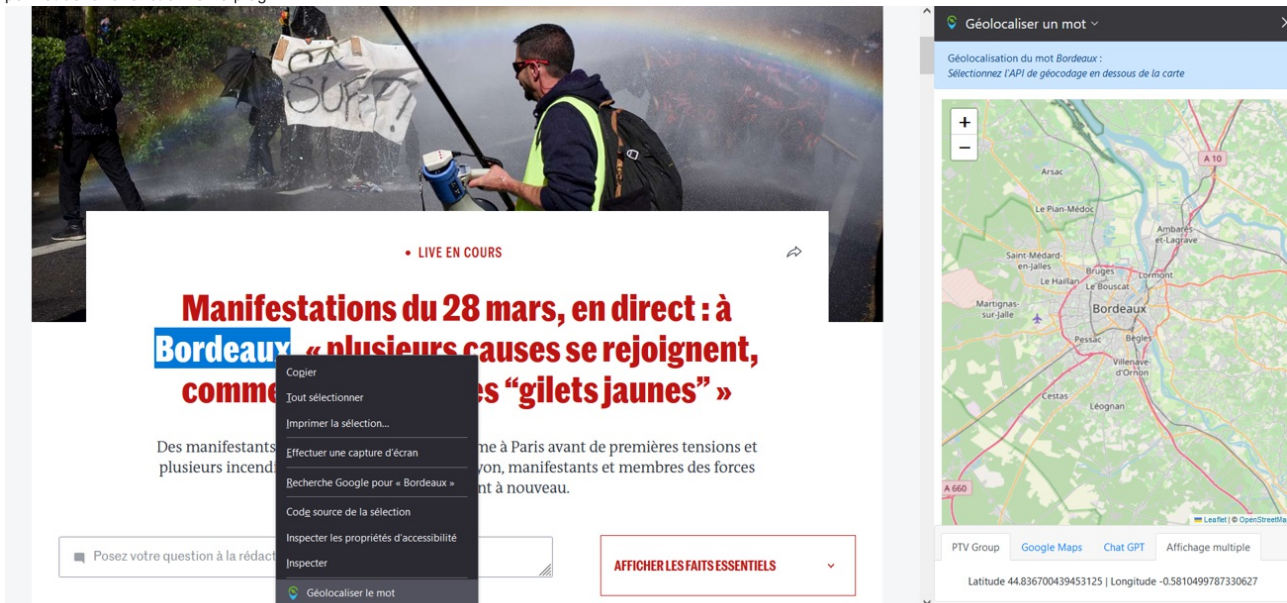 ÇA
SUFFIT
• LIVE EN COURS
Manifestations du 28 mars, en direct : à
Bordeaux, « plusieurs causes se rejoignent,
comme
es “gilets jaunes” »
Des manifestants
me à Paris avant de premières tensions et
plusieurs incendi
yon, manifestants et membres des forces
nt à nouveau.
Posez votre question à la rédact
AFFICHER LES FAITS ESSENTIELS
Copier
Tout sélectionner
Imprimer la sélection...
Effectuer une capture d'écran
Recherche Google pour « Bordeaux »
Code source de la sélection
Inspecter les propriétés d'accessibilité
Inspecter
Géolocaliser le mot
Géolocaliser un mot
Géolocalisation du mot Bordeaux :
Sélectionnez l'API de géocodage en dessous de la carte
+
−
A 10
Arsac
Le Pian-Médoc
Ambarès-
et-Lagrave
Saint-Médard-
en-Jalles
Bruges
Lormont
Le Haillan
Le Bouscat
Martignas-
sur-Jalle
Bordeaux
Pessac
Bègles
Villenave-
d'Ornon
Cestas
Léognan
A 660
Leaflet | © OpenStreetMa
PTV Group
Google Maps
Chat GPT
Affichage multiple
Latitude 44.836700439453125 | Longitude -0.5810499787330627